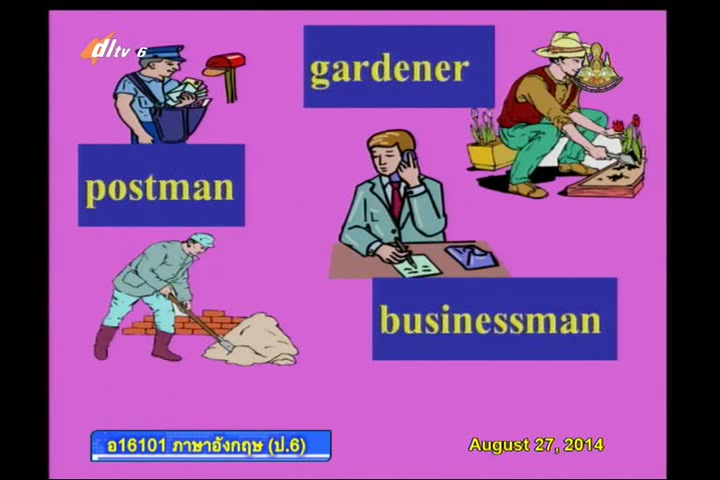 dltv 6
gardener
postman
businessman
อ16101 ภาษาอังกฤษ (ป.6)
August 27, 2014